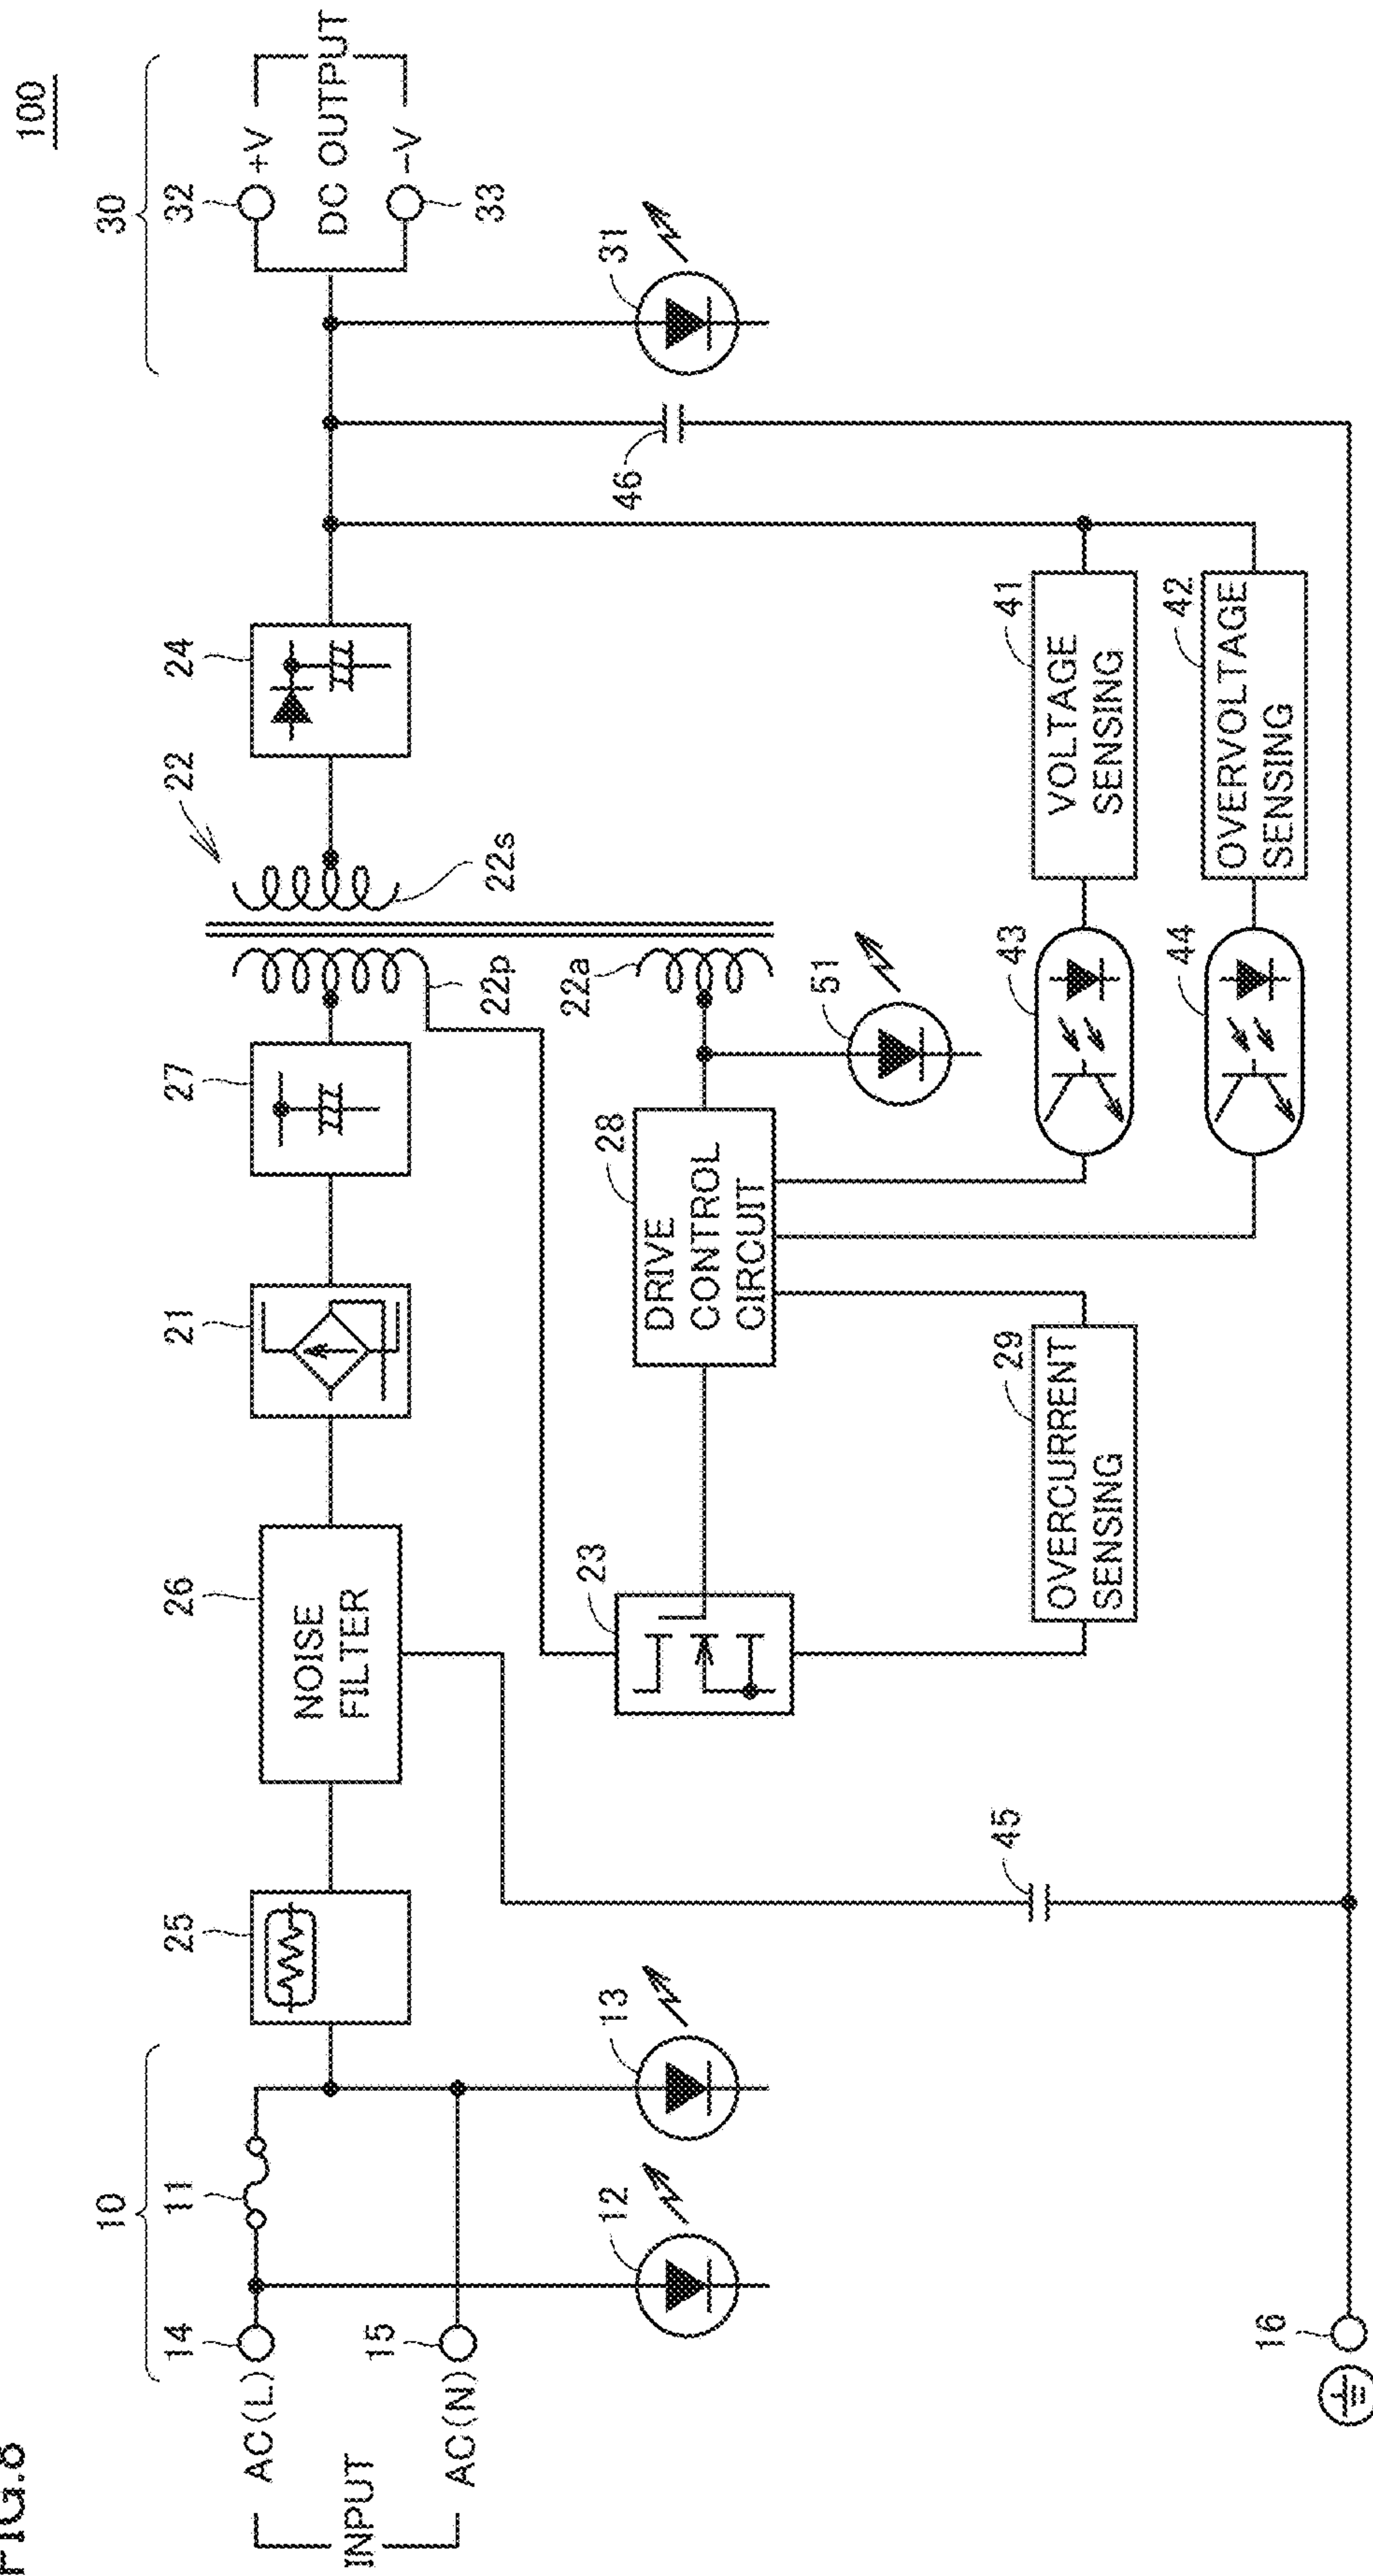 FIG.8
100
10
30
14
11
25
26
21
27
22
24
32
+V
AC(L)
INPUT
NOISE
FILTER
DC OUTPUT
-V
33
15
AC(N)
22p
22s
22a
12
13
23
28
DRIVE
CONTROL
CIRCUIT
51
46
31
45
29
OVERCURRENT
SENSING
43
41
VOLTAGE
SENSING
44
42
OVERVOLTAGE
SENSING
16